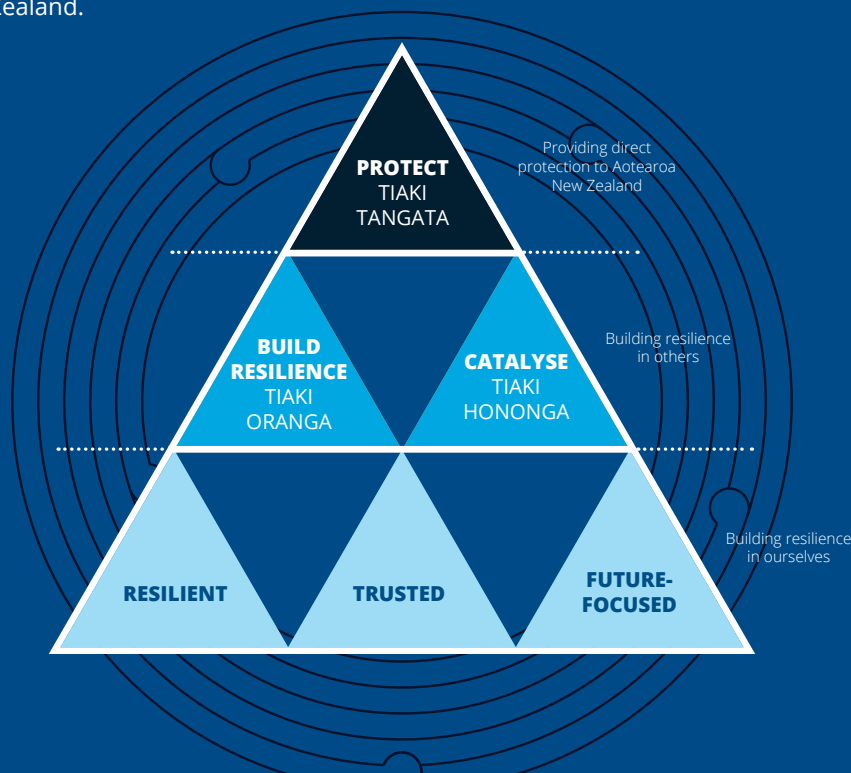 Zealand.
PROTECT
TIAKI
TANGATA
Providing direct
protection to Aotearoa
New Zealand
BUILD
RESILIENCE
TIAKI
ORANGA
CATALYSE
TIAKI
HONONGA
Building resilience
in others
RESILIENT
TRUSTED
FUTURE-
FOCUSED
Building resilience
in ourselves